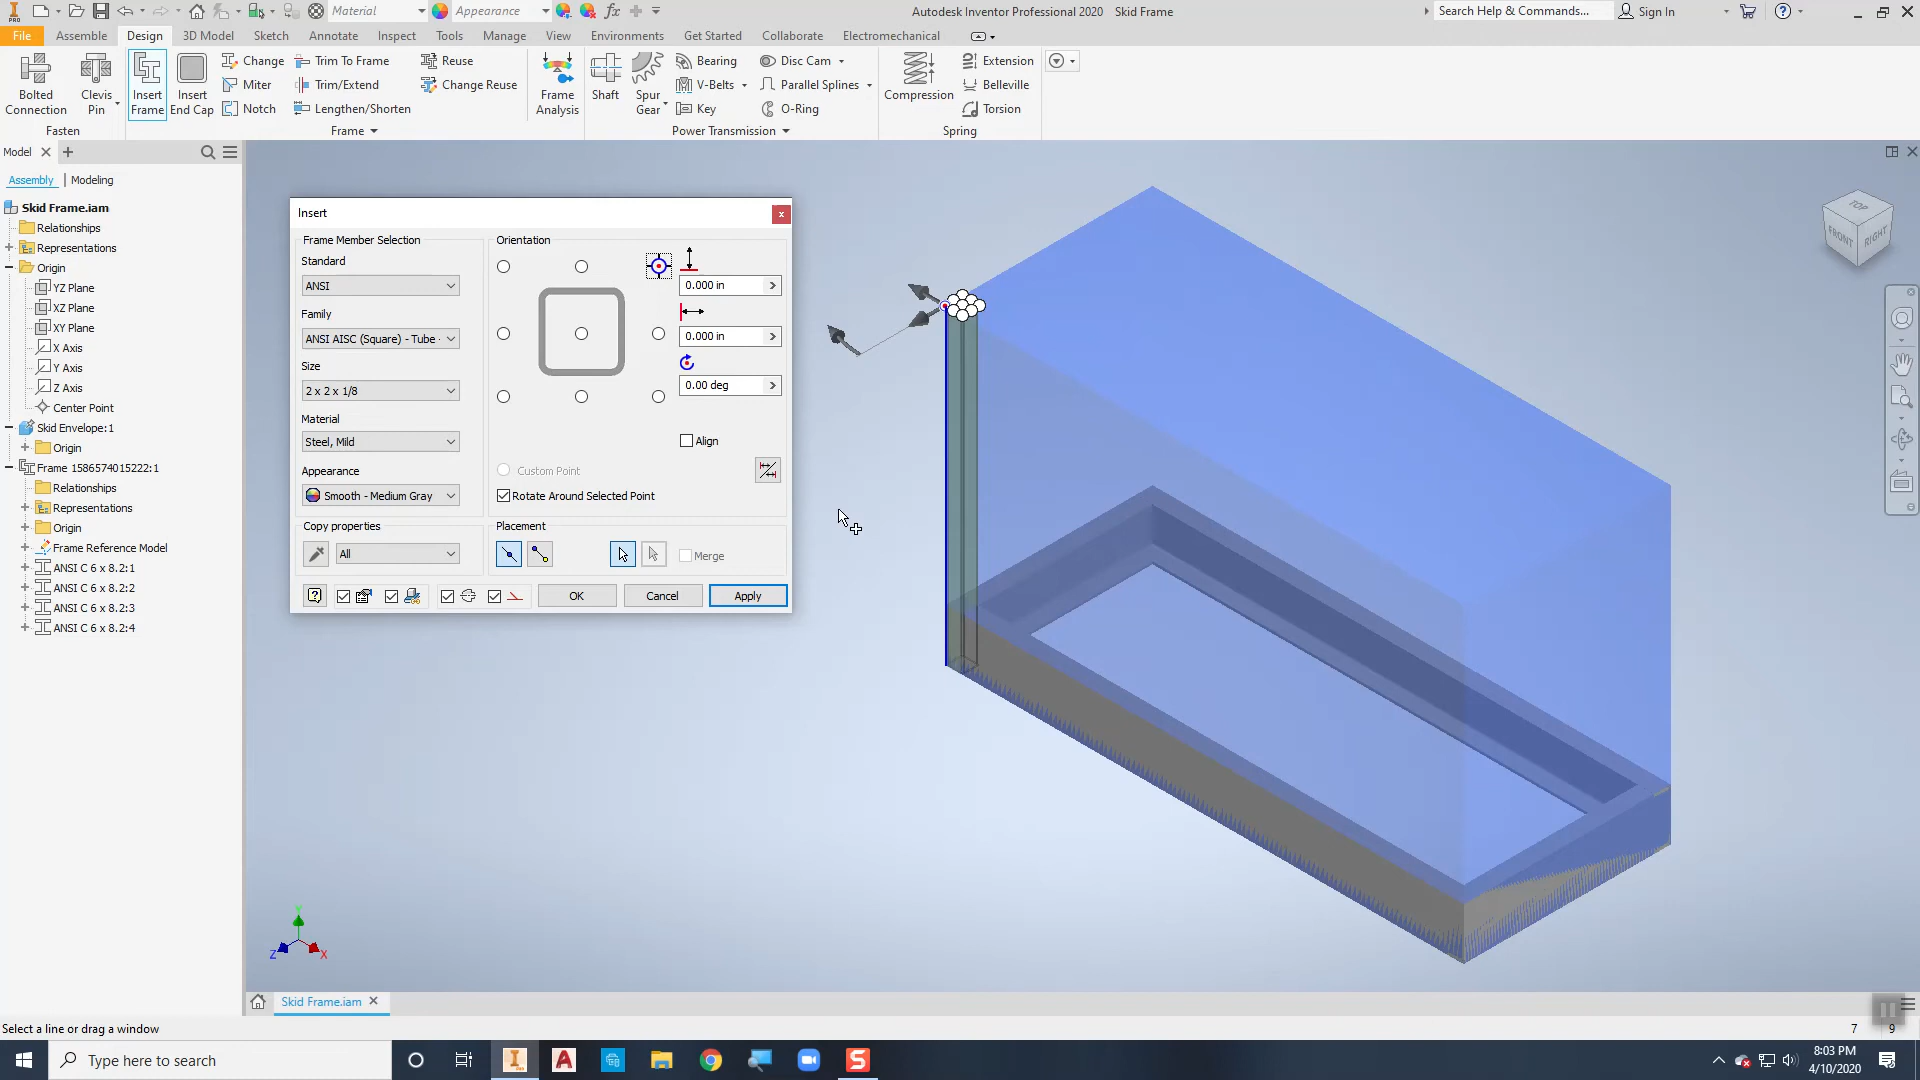 Material
Appearance
fx
Autodesk Inventor Professional 2020 Skid Frame
Search Help & Commands...
Sign In
File
Assemble
Design
3D Model
Sketch
Annotate
Inspect
Tools
Manage
View
Environments
Get Started
Collaborate
Electromechanical
Bolted
Connection
Clevis
Pin
Insert
Frame
Insert
End Cap
Change
Miter
Notch
Trim To Frame
Trim/Extend
Lengthen/Shorten
Reuse
Change Reuse
Frame
Analysis
Shaft
Spur
Gear
Bearing
V-Belts
Key
Disc Cam
Parallel Splines
O-Ring
Compression
Extension
Belleville
Torsion
Fasten
Frame
Power Transmission
Spring
Model
Assembly
Modeling
Skid Frame.iam
Relationships
Representations
Origin
YZ Plane
XZ Plane
XY Plane
X Axis
Y Axis
Z Axis
Center Point
Skid Envelope:1
Origin
Frame 1586574015222:1
Relationships
Representations
Origin
Frame Reference Model
ANSI C 6 x 8.2:1
ANSI C 6 x 8.2:2
ANSI C 6 x 8.2:3
ANSI C 6 x 8.2:4
Insert
Frame Member Selection
Standard
ANSI
Family
ANSI AISC (Square) - Tube -
Size
2 x 2 x 1/8
Material
Steel, Mild
Appearance
Smooth - Medium Gray
Copy properties
All
Orientation
0.000 in
0.000 in
0.00 deg
Align
Custom Point
Rotate Around Selected Point
Placement
Merge
OK
Cancel
Apply
TOP
FRONT
RIGHT
Y
Z
X
Skid Frame.iam
Select a line or drag a window
7
9
Type here to search
8:03 PM
4/10/2020